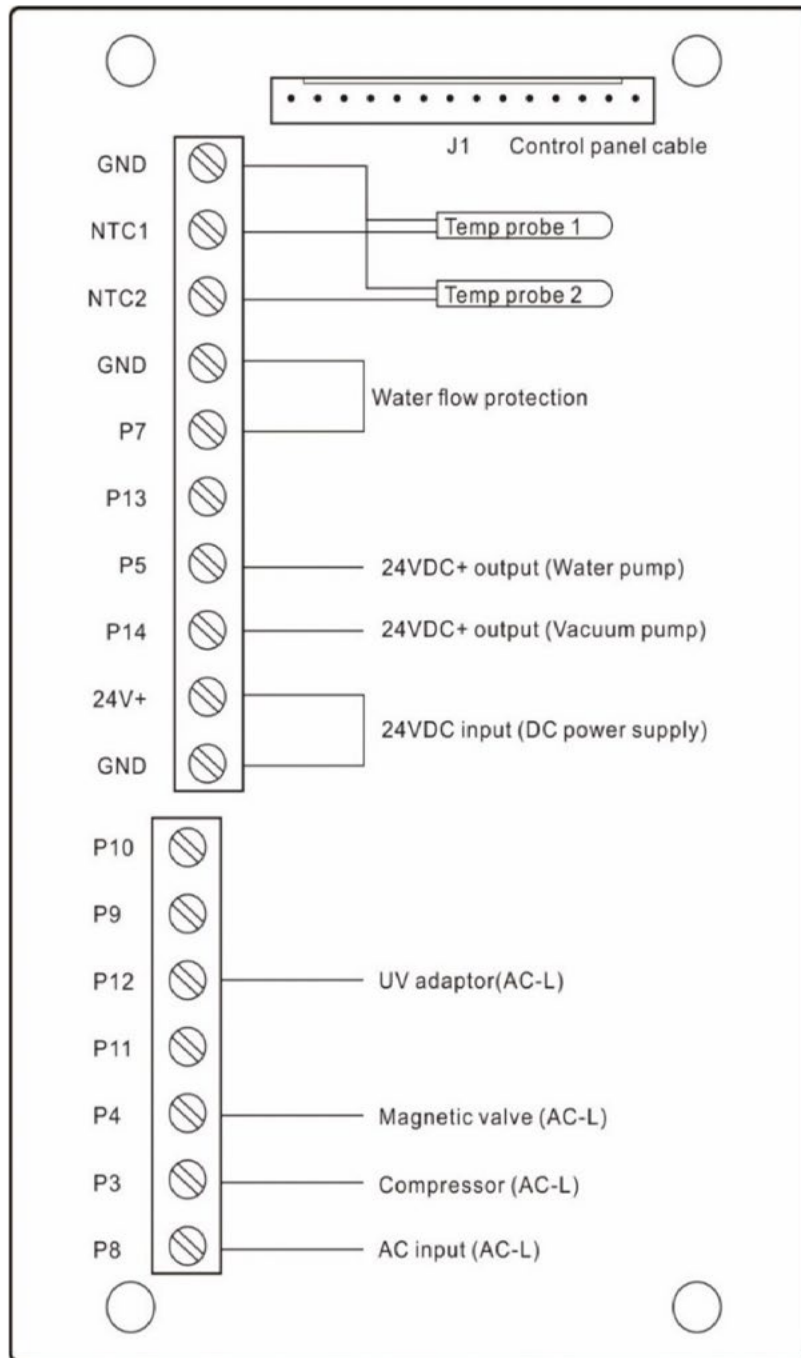 J1 Control panel cable
GND
NTC1
Temp probe 1
NTC2
Temp probe 2
GND
Water flow protection
P7
P13
P5 24VDC+ output (Water pump)
P14 24VDC+ output (Vacuum pump)
24V+
24VDC input (DC power supply)
GND
P10
P9
P12 UV adaptor(AC-L)
P11
P4 Magnetic valve (AC-L)
P3 Compressor (AC-L)
P8 AC input (AC-L)